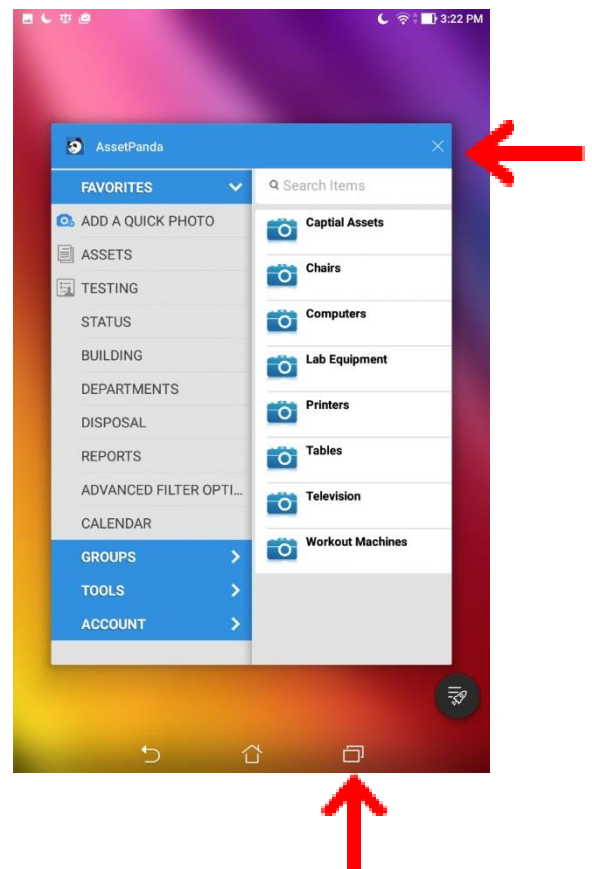 3:22 PM
AssetPanda
FAVORITES
Search Items
ADD A QUICK PHOTO
ASSETS
TESTING
STATUS
BUILDING
DEPARTMENTS
DISPOSAL
REPORTS
ADVANCED FILTER OPTI...
CALENDAR
GROUPS
TOOLS
ACCOUNT
Captial Assets
Chairs
Computers
Lab Equipment
Printers
Tables
Television
Workout Machines